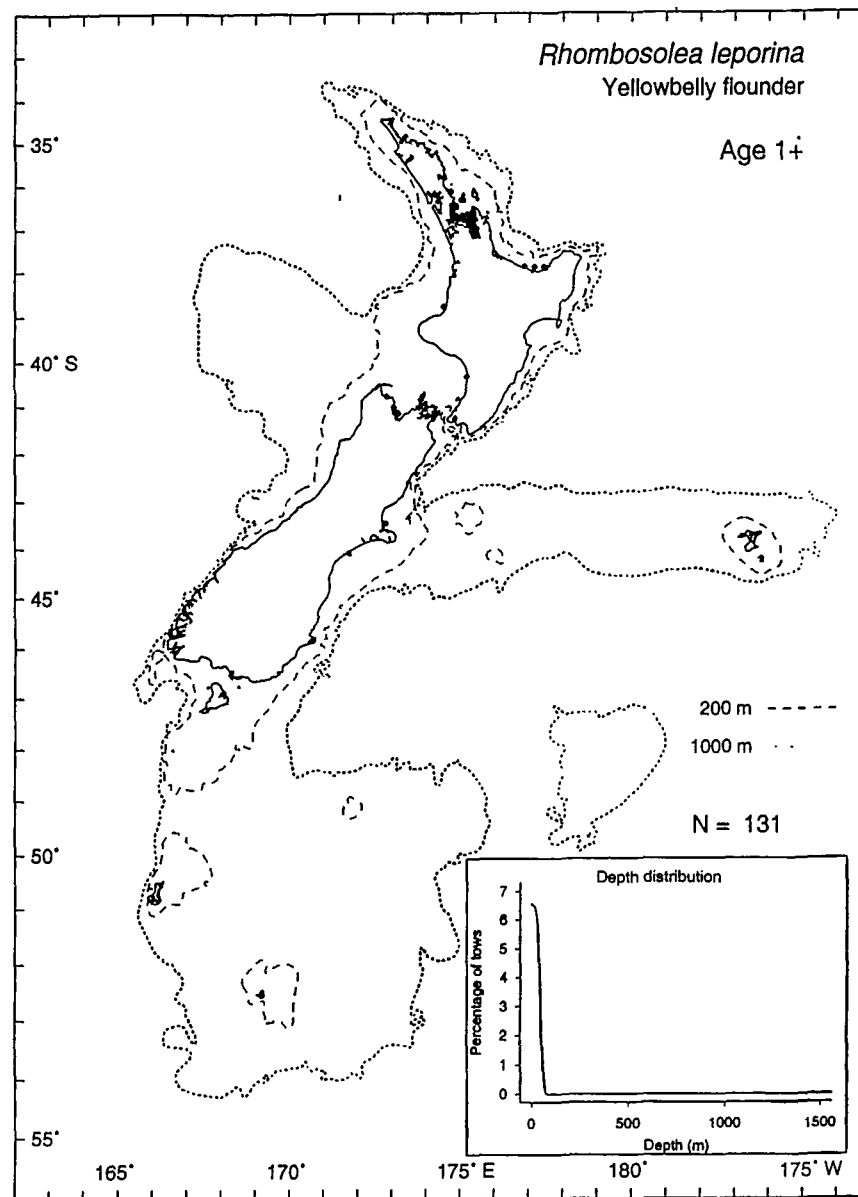 Rhombosolea leporina
Yellowbelly flounder
Age 1+
35°
40° S
45°
200 m
1000 m
N = 131
50°
Depth distribution
7
6
5
4
3
2
1
0
Percentage of tows
0 500 1000 1500
Depth (m)
55°
165° 170° 175° E 180° 175° W